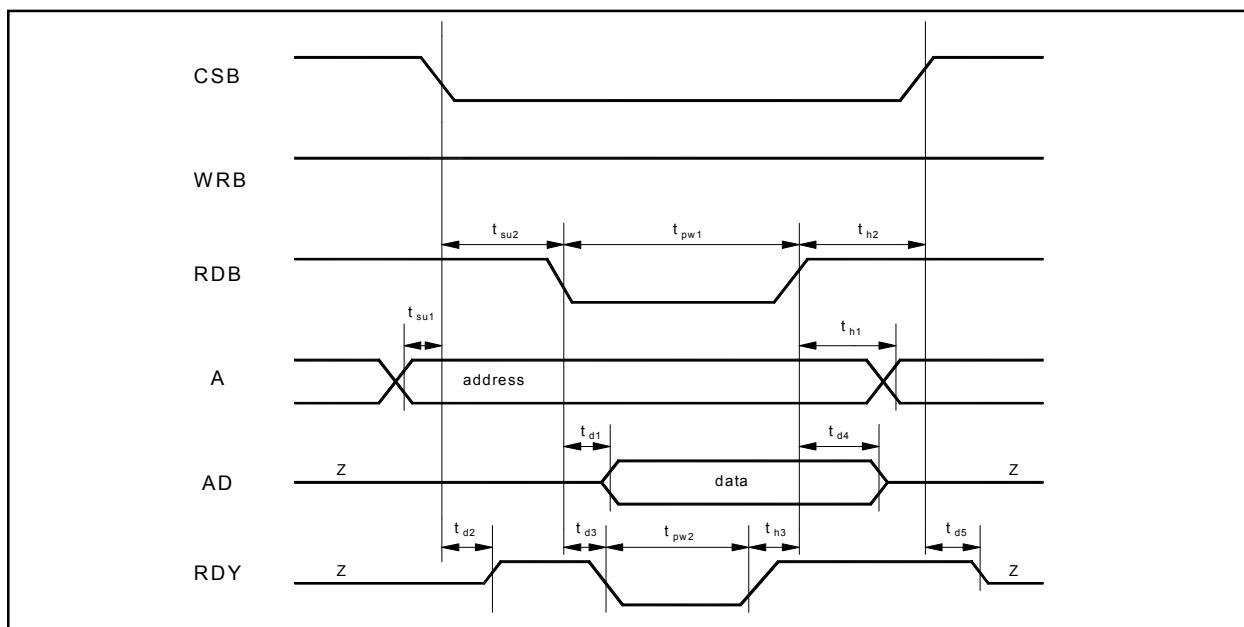 CSB
WRB
t su2 t pw1 t h2
RDB
t su1 t h1
A address
t d1 t d4
Z data Z
AD
t d2 t d3 t pw2 t h3 t d5
RDY Z Z